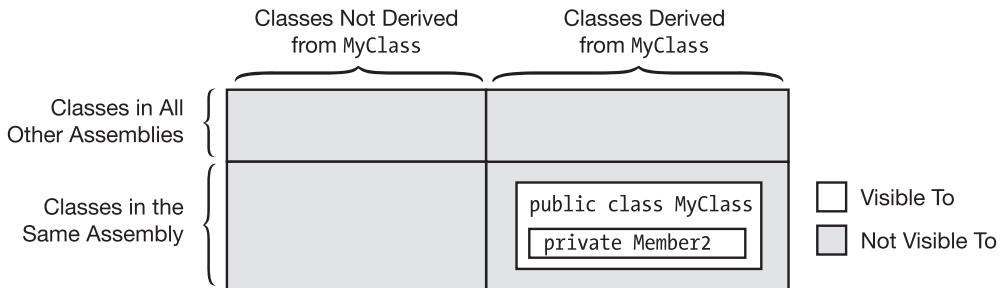 Classes Not Derived
from MyClass
Classes Derived
from MyClass
Classes in All
Other Assemblies
Classes in the
Same Assembly
public class MyClass
private Member2
Visible To
Not Visible To